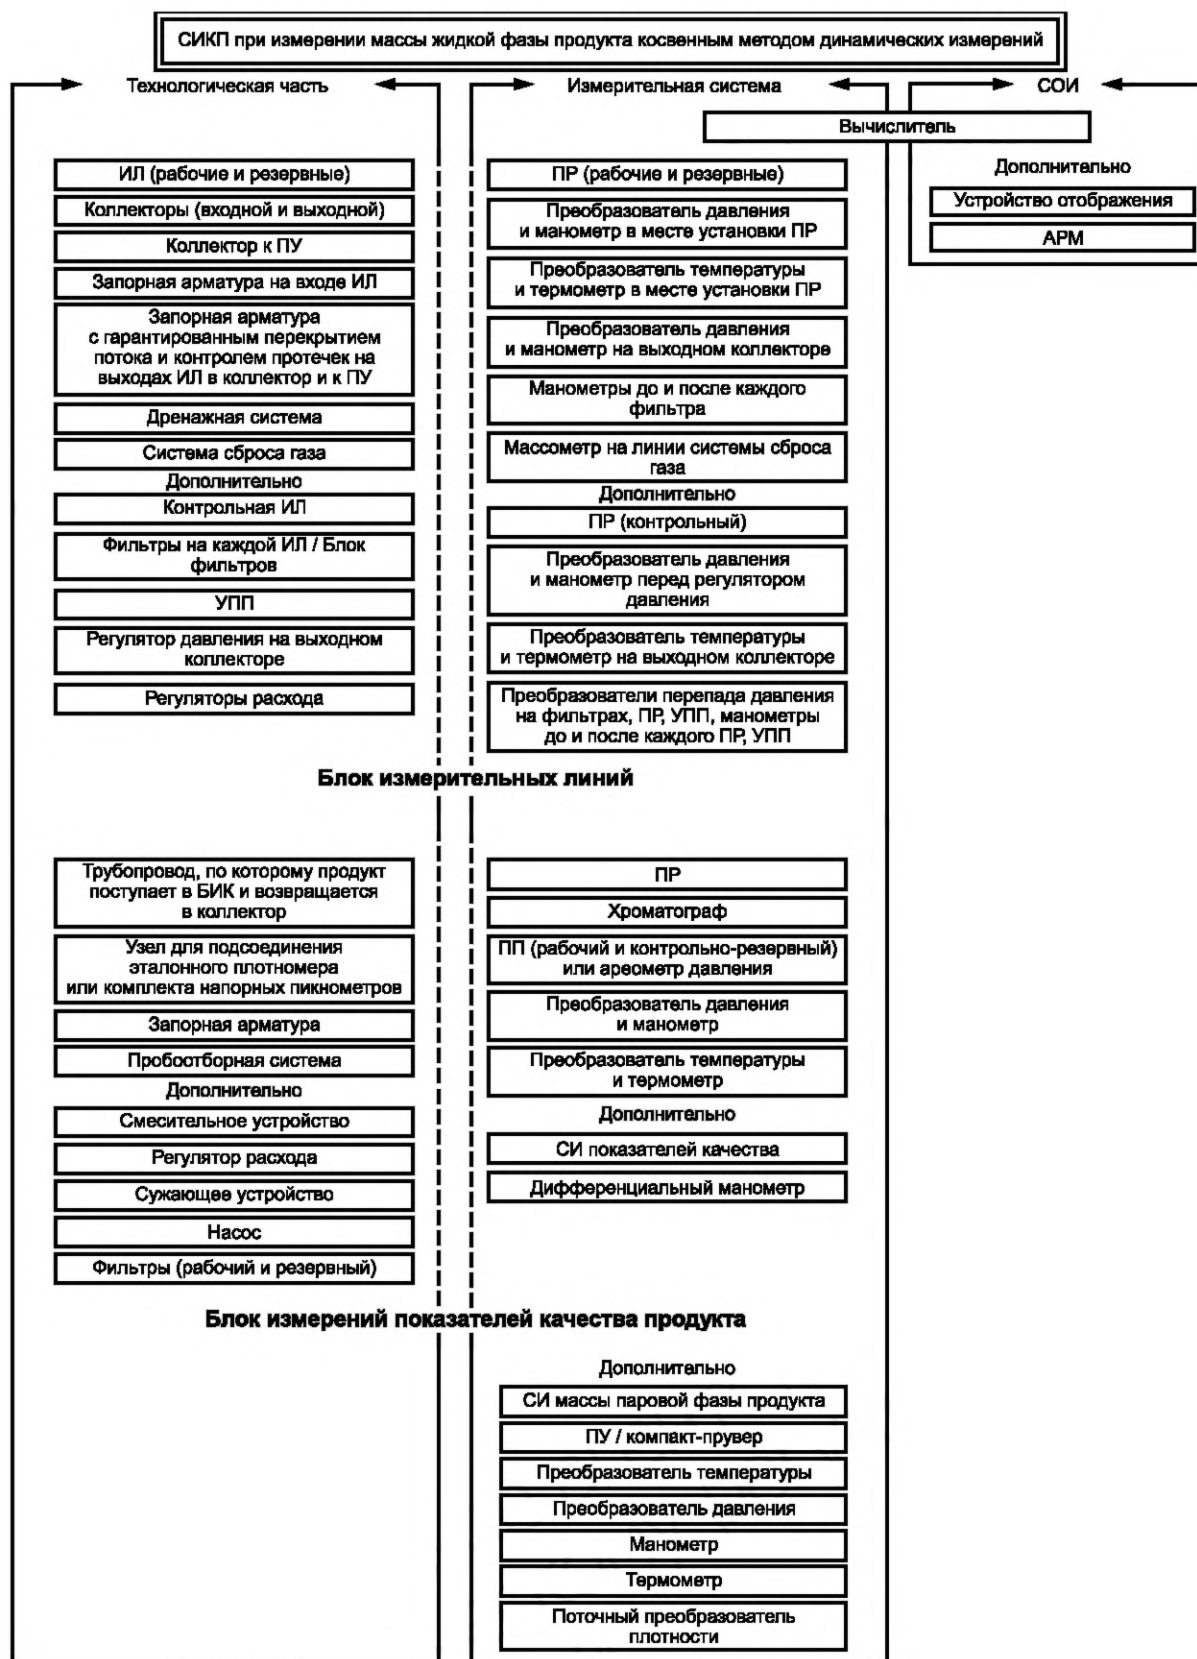 СИКП при измерении массы жидкой фазы продукта косвенным методом динамических измерений
Технологическая часть
Измерительная система
СОИ
Вычислитель
ИЛ (рабочие и резервные)
Коллекторы (входной и выходной)
Коллектор к ПУ
Запорная арматура на входе ИЛ
Запорная арматура
с гарантированным перекрытием
потока и контролем протечек на
выходах ИЛ в коллектор и к ПУ
Дренажная система
Система сброса газа
Дополнительно
Контрольная ИЛ
Фильтры на каждой ИЛ / Блок
фильтров
УПП
Регулятор давления на выходном
коллекторе
Регуляторы расхода
ПР (рабочие и резервные)
Преобразователь давления
и манометр в месте установки ПР
Преобразователь температуры
и термометр в месте установки ПР
Преобразователь давления
и манометр на выходном коллекторе
Манометры до и после каждого
фильтра
Массометр на линии системы сброса
газа
Дополнительно
ПР (контрольный)
Преобразователь давления
и манометр перед регулятором
давления
Преобразователь температуры
и термометр на выходном коллекторе
Преобразователи перепада давления
на фильтрах, ПР, УПП, манометры
до и после каждого ПР, УПП
Дополнительно
Устройство отображения
АРМ
Блок измерительных линий
Трубопровод, по которому продукт
поступает в БИК и возвращается
в коллектор
Узел для подсоединения
эталонного плотномера
или комплекта напорных пикнометров
Запорная арматура
Пробоотборная система
Дополнительно
Смесительное устройство
Регулятор расхода
Сужающее устройство
Насос
Фильтры (рабочий и резервный)
ПР
Хроматограф
ПП (рабочий и контрольно-резервный)
или ареометр давления
Преобразователь давления
и манометр
Преобразователь температуры
и термометр
Дополнительно
СИ показателей качества
Дифференциальный манометр
Блок измерений показателей качества продукта
Дополнительно
СИ массы паровой фазы продукта
ПУ / компакт-прувер
Преобразователь температуры
Преобразователь давления
Манометр
Термометр
Поточный преобразователь
плотности